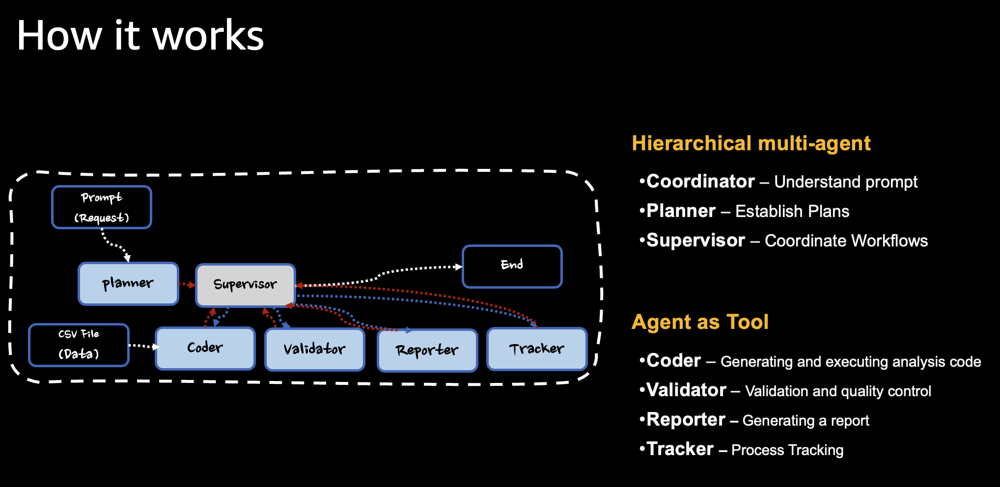 How it works
Prompt
(Request)
planner
Supervisor
End
CSV File
(Data)
Coder
Validator
Reporter
Tracker
Hierarchical multi-agent
•Coordinator – Understand prompt
•Planner – Establish Plans
•Supervisor – Coordinate Workflows
Agent as Tool
•Coder – Generating and executing analysis code
•Validator – Validation and quality control
•Reporter – Generating a report
•Tracker – Process Tracking